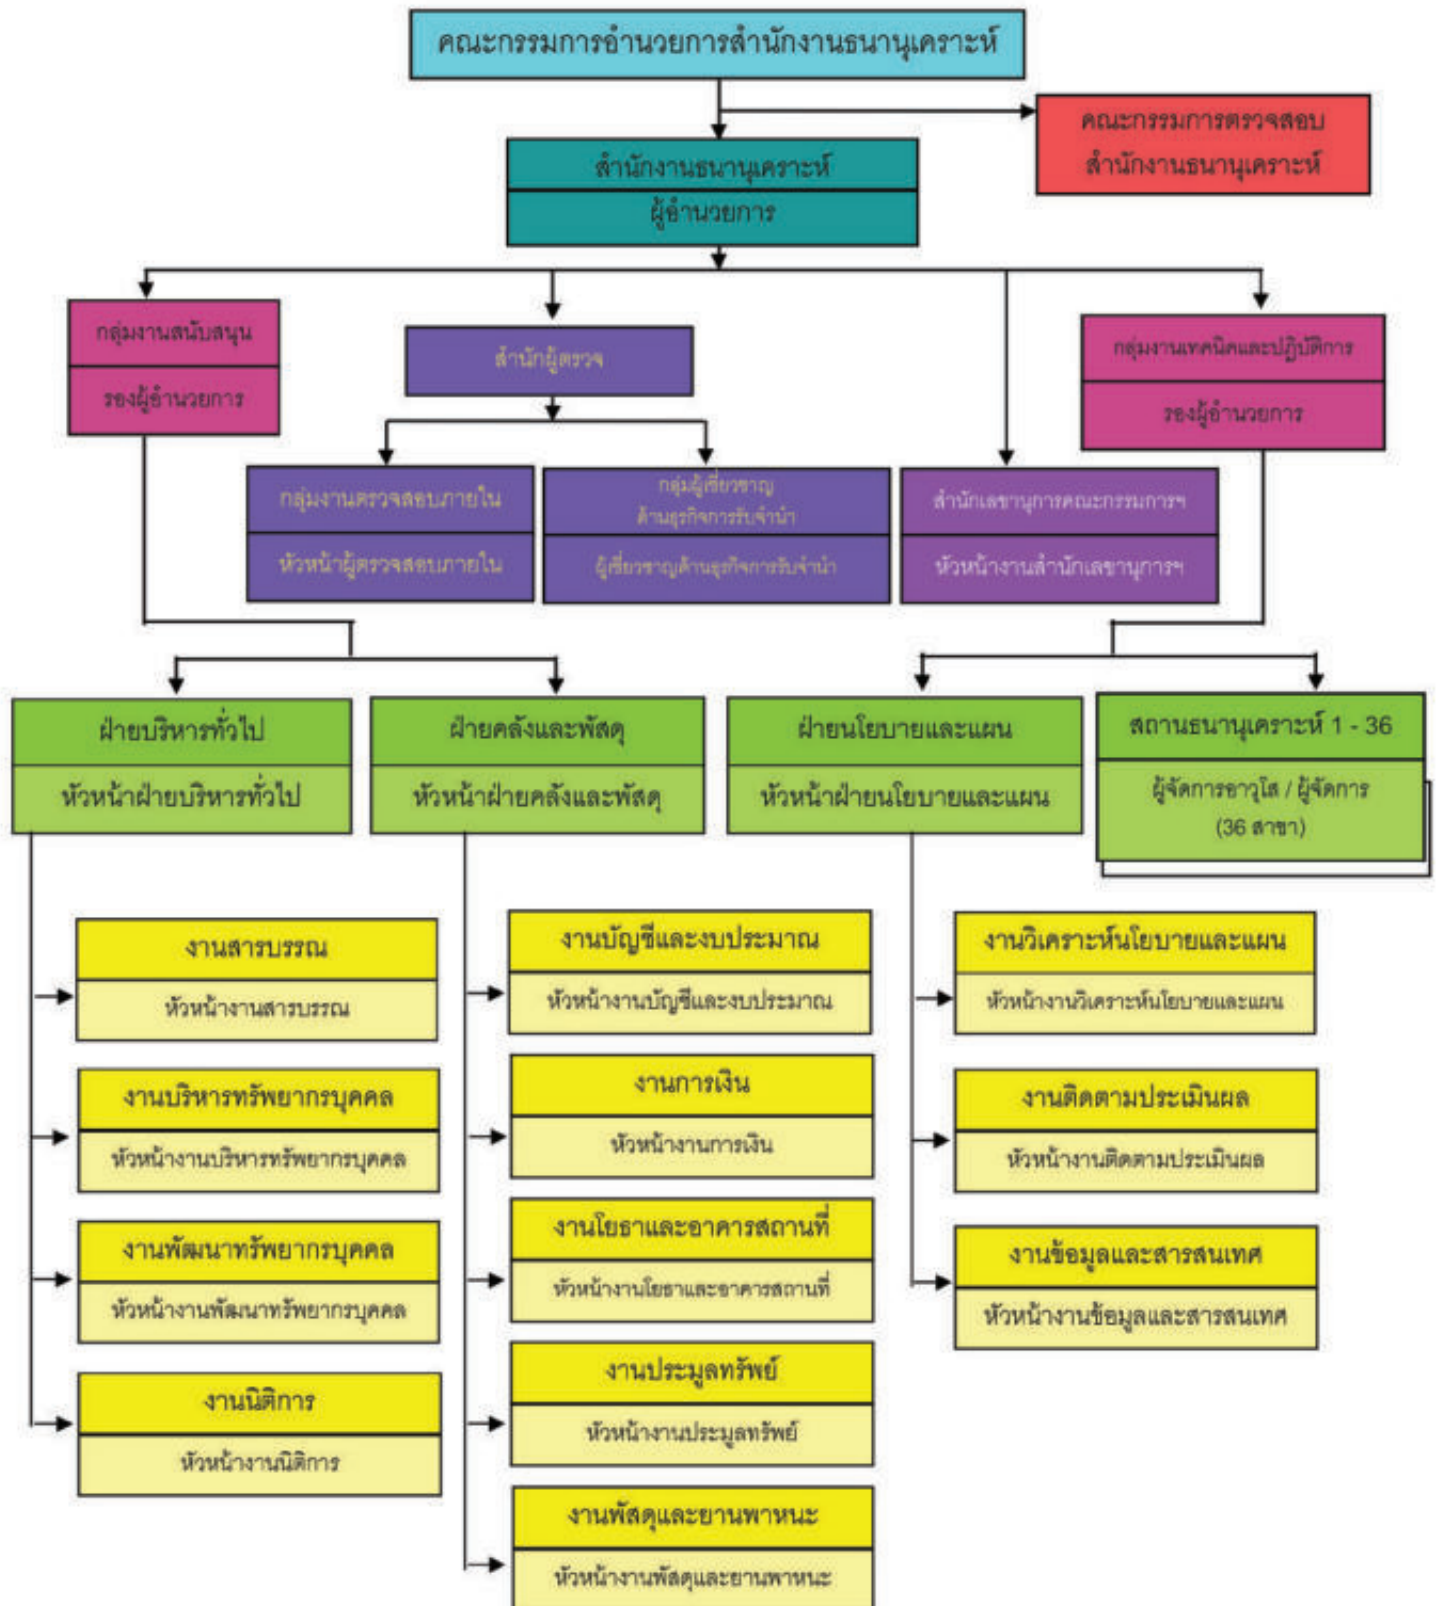 คณะกรรมการอำนวยการสำนักงานธนานุเคราะห์
คณะกรรมการตรวจสอบ
สำนักงานธนานุเคราะห์
สำนักงานธนานุเคราะห์
ผู้อำนวยการ
กลุ่มงานสนับสนุน
รองผู้อำนวยการ
สำนักผู้ตรวจ
กลุ่มงานเทคนิคและปฏิบัติการ
รองผู้อำนวยการ
กลุ่มงานตรวจสอบภายใน
หัวหน้าผู้ตรวจสอบภายใน
กลุ่มผู้เชี่ยวชาญ
ด้านธุรกิจการรับจำนำ
ผู้เชี่ยวชาญด้านธุรกิจการรับจำนำ
สำนักเลขานุการคณะกรรมการฯ
หัวหน้างานสำนักเลขานุการฯ
ฝ่ายบริหารทั่วไป
หัวหน้าฝ่ายบริหารทั่วไป
ฝ่ายคลังและพัสดุ
หัวหน้าฝ่ายคลังและพัสดุ
ฝ่ายนโยบายและแผน
หัวหน้าฝ่ายนโยบายและแผน
สถานธนานุเคราะห์ 1 - 36
ผู้จัดการอาวุโส / ผู้จัดการ
(36 สาขา)
งานสารบรรณ
หัวหน้างานสารบรรณ
งานบริหารทรัพยากรบุคคล
หัวหน้างานบริหารทรัพยากรบุคคล
งานพัฒนาทรัพยากรบุคคล
หัวหน้างานพัฒนาทรัพยากรบุคคล
งานนิติการ
หัวหน้างานนิติการ
งานบัญชีและงบประมาณ
หัวหน้างานบัญชีและงบประมาณ
งานการเงิน
หัวหน้างานการเงิน
งานโยธาและอาคารสถานที่
หัวหน้างานโยธาและอาคารสถานที่
งานประมูลทรัพย์
หัวหน้างานประมูลทรัพย์
งานพัสดุและยานพาหนะ
หัวหน้างานพัสดุและยานพาหนะ
งานวิเคราะห์นโยบายและแผน
หัวหน้างานวิเคราะห์นโยบายและแผน
งานติดตามประเมินผล
หัวหน้างานติดตามประเมินผล
งานข้อมูลและสารสนเทศ
หัวหน้างานข้อมูลและสารสนเทศ